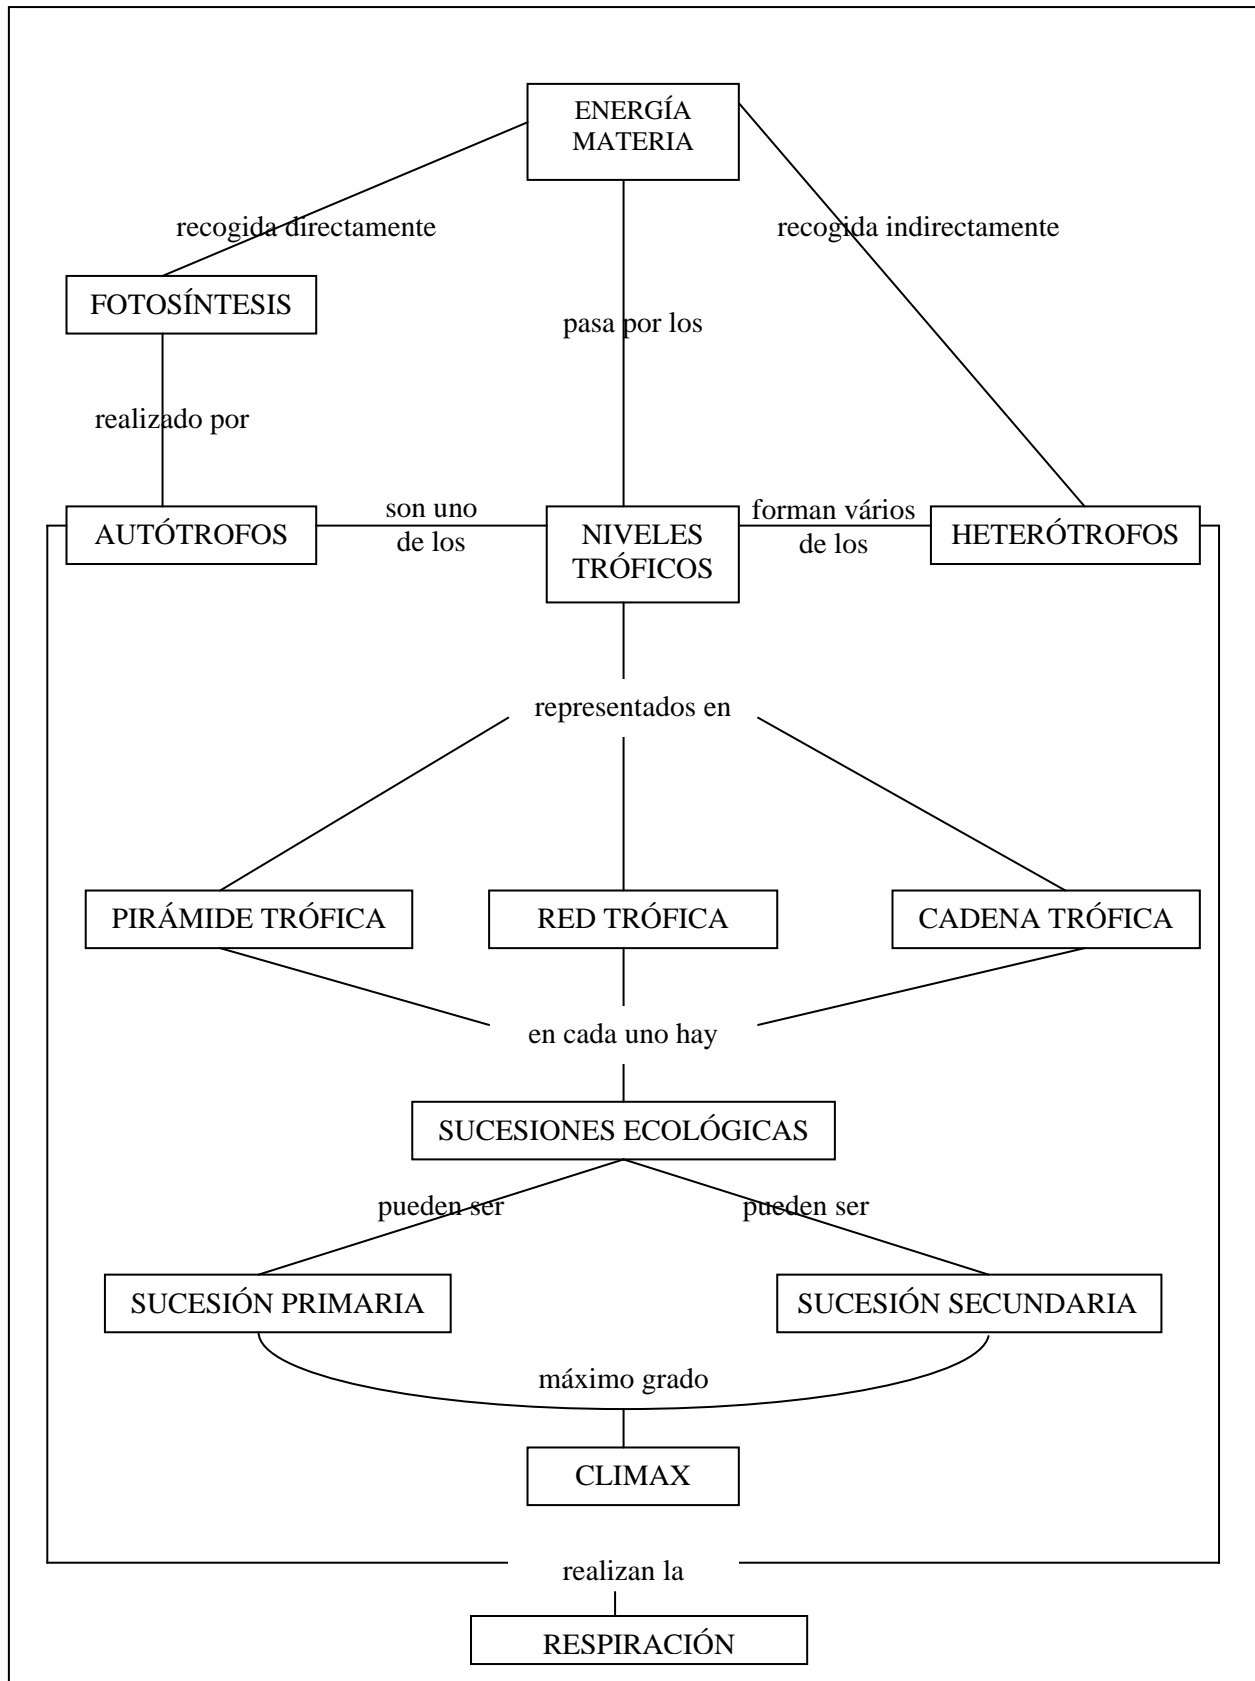 ENERGÍA
MATERIA
recogida directamente
recogida indirectamente
FOTOSÍNTESIS
pasa por los
realizado por
son uno
de los
forman vários
de los
AUTÓTROFOS
NIVELES
TRÓFICOS
HETERÓTROFOS
representados en
PIRÁMIDE TRÓFICA
RED TRÓFICA
CADENA TRÓFICA
en cada uno hay
SUCESIONES ECOLÓGICAS
pueden ser
pueden ser
SUCESIÓN PRIMARIA
SUCESIÓN SECUNDARIA
máximo grado
CLIMAX
realizan la
RESPIRACIÓN